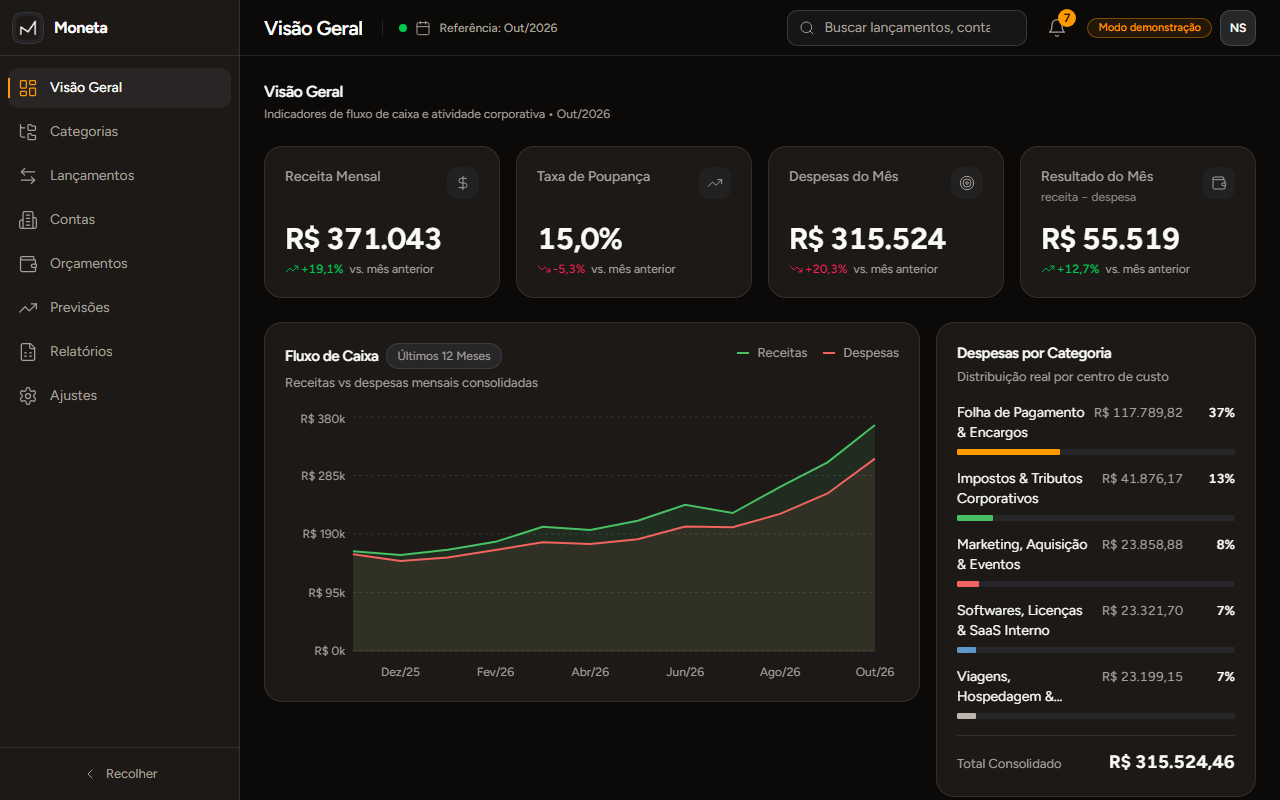 Moneta
Visão Geral
Categorias
Lançamentos
Contas
Orçamentos
Previsões
Relatórios
Ajustes
Recolher
Visão Geral
Referência: Out/2026
Buscar lançamentos, conta
7
Modo demonstração
NS
Visão Geral
Indicadores de fluxo de caixa e atividade corporativa • Out/2026
Receita Mensal
R$ 371.043
+19,1% vs. mês anterior
Taxa de Poupança
15,0%
-5,3% vs. mês anterior
Despesas do Mês
R$ 315.524
+20,3% vs. mês anterior
Resultado do Mês
receita − despesa
R$ 55.519
+12,7% vs. mês anterior
Fluxo de Caixa
Últimos 12 Meses
Receitas
Despesas
Receitas vs despesas mensais consolidadas
R$ 380k
R$ 285k
R$ 190k
R$ 95k
R$ 0k
Dez/25
Fev/26
Abr/26
Jun/26
Ago/26
Out/26
Despesas por Categoria
Distribuição real por centro de custo
Folha de Pagamento R$ 117.789,82 37%
& Encargos
Impostos & Tributos R$ 41.876,17 13%
Corporativos
Marketing, Aquisição R$ 23.858,88 8%
& Eventos
Softwares, Licenças R$ 23.321,70 7%
& SaaS Interno
Viagens, R$ 23.199,15 7%
Hospedagem &...
Total Consolidado R$ 315.524,46